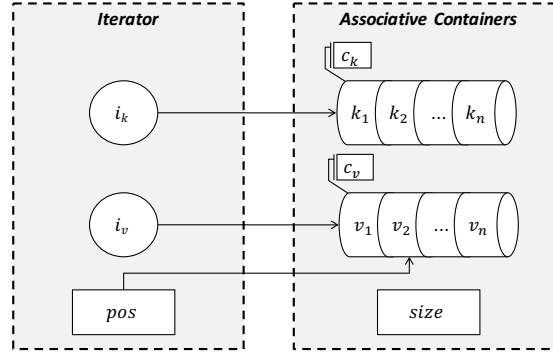 Iterator
Associative Containers
c_k
i_k
k_1 k_2 ... k_n
c_v
i_v
v_1 v_2 ... v_n
pos
size